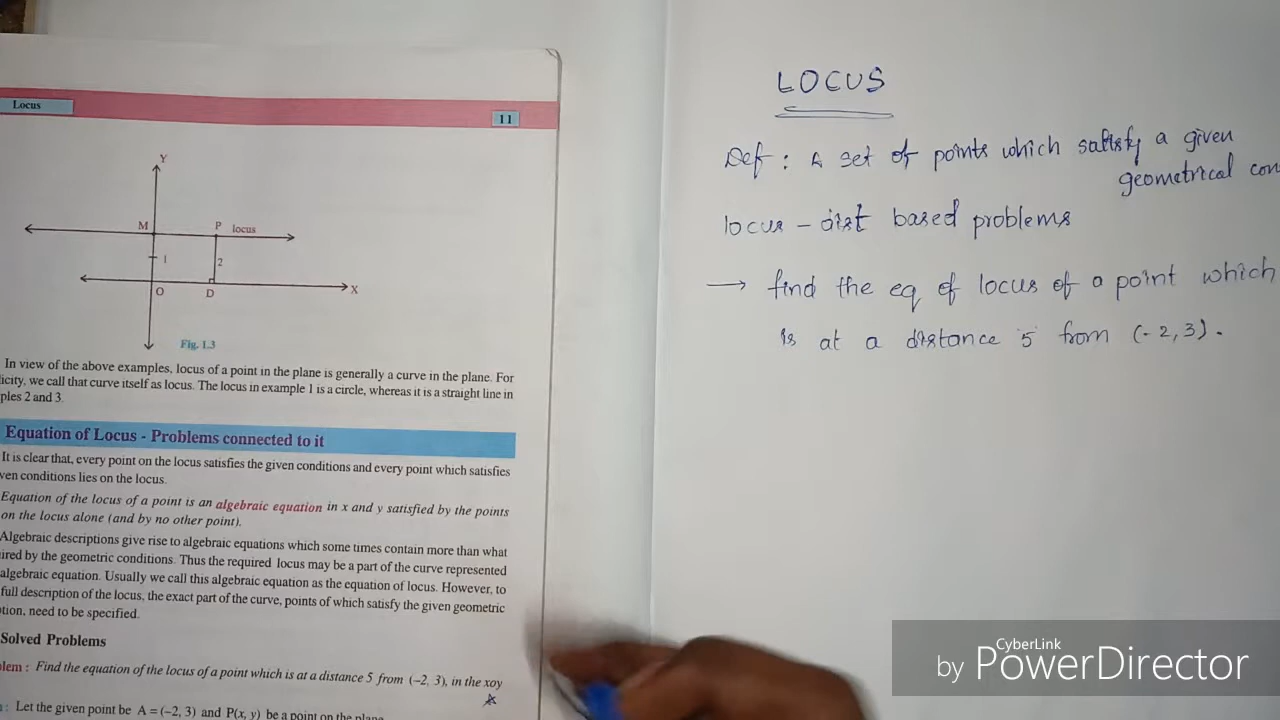 Locus
11
Y
M
P locus
1
2
O
D
X
Fig. 1.3
In view of the above examples, locus of a point in the plane is generally a curve in the plane. For
licity, we call that curve itself as locus. The locus in example 1 is a circle, whereas it is a straight line in
ples 2 and 3.
Equation of Locus - Problems connected to it
It is clear that, every point on the locus satisfies the given conditions and every point which satisfies
ven conditions lies on the locus.
Equation of the locus of a point is an algebraic equation in x and y satisfied by the points
on the locus alone (and by no other point).
Algebraic descriptions give rise to algebraic equations which some times contain more than what
ired by the geometric conditions. Thus the required locus may be a part of the curve represented
algebraic equation. Usually we call this algebraic equation as the equation of locus. However, to
full description of the locus, the exact part of the curve, points of which satisfy the given geometric
tion, need to be specified.
Solved Problems
lem : Find the equation of the locus of a point which is at a distance 5 from (–2, 3), in the xoy
: Let the given point be A = (–2, 3) and P(x, y) be a point on the plane
LOCUS
Def : A set of points which satisfy a given
geometrical con
locus - dist based problems
→ find the eq of locus of a point which
is at a distance 5 from (-2,3).
CyberLink
by PowerDirector